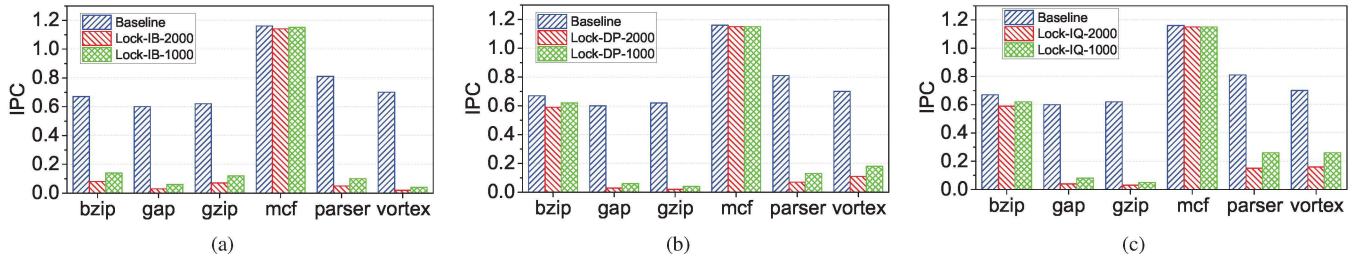 IPC
1.2
1.0
0.8
0.6
0.4
0.2
0.0
Baseline
Lock-IB-2000
Lock-IB-1000
bzip gap gzip mcf parser vortex
(a)
IPC
1.2
1.0
0.8
0.6
0.4
0.2
0.0
Baseline
Lock-DP-2000
Lock-DP-1000
bzip gap gzip mcf parser vortex
(b)
IPC
1.2
1.0
0.8
0.6
0.4
0.2
0.0
Baseline
Lock-IQ-2000
Lock-IQ-1000
bzip gap gzip mcf parser vortex
(c)